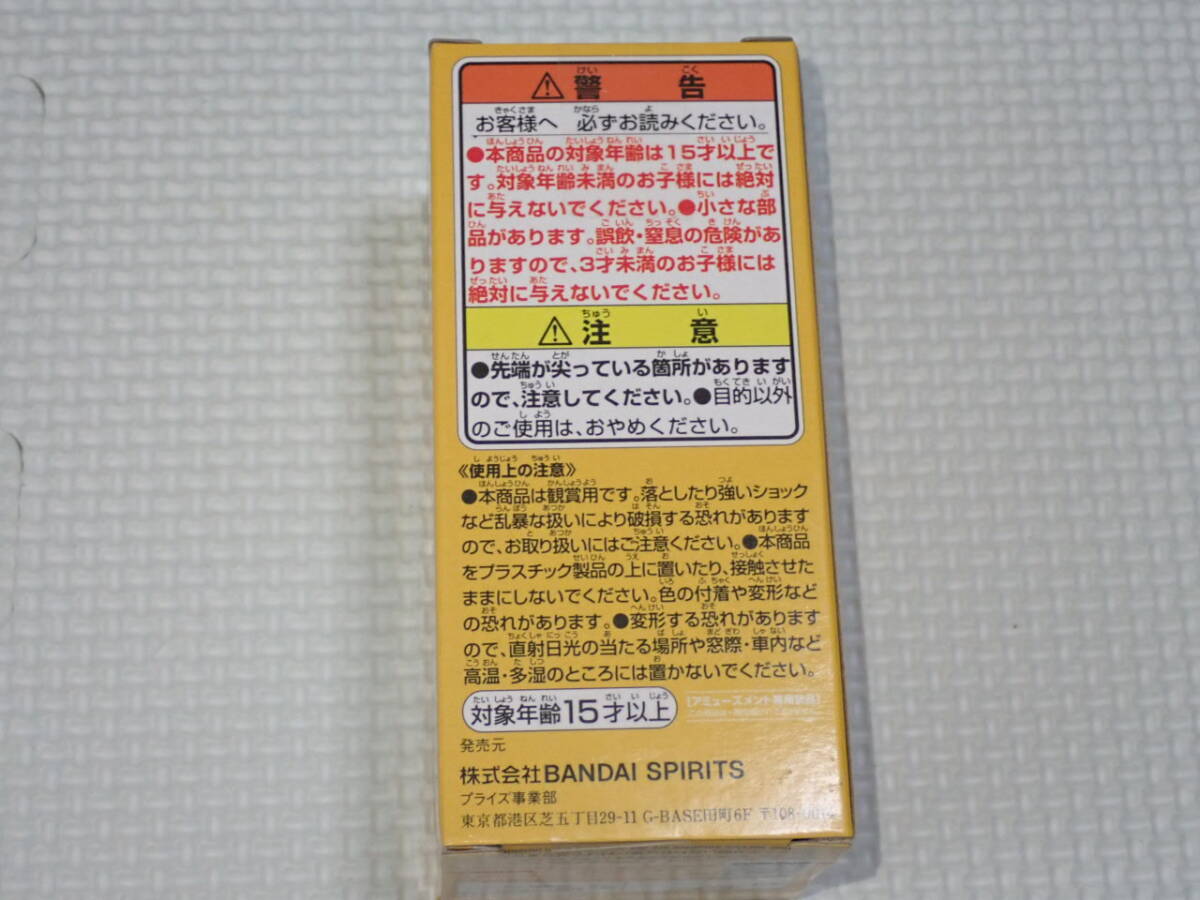 ⚠警告
お客様へ 必ずお読みください。
●本商品の対象年齢は15才以上で
す。対象年齢未満のお子様には絶対
に与えないでください。●小さな部
品があります。誤飲・窒息の危険があ
りますので、3才未満のお子様には
絶対に与えないでください。
⚠注意
●先端が尖っている箇所があります
ので、注意してください。●目的以外
のご使用は、おやめください。
《使用上の注意》
●本商品は観賞用です。落としたり強いショック
など乱暴な扱いにより破損する恐れがあります
ので、お取り扱いにはご注意ください。●本商品
をプラスチック製品の上に置いたり、接触させた
ままにしないでください。色の付着や変形など
の恐れがあります。●変形する恐れがあります
ので、直射日光の当たる場所や窓際・車内など
高温・多湿のところには置かないでください。
対象年齢15才以上
[アミューズメント専用景品]
発売元
株式会社BANDAI SPIRITS
プライズ事業部
東京都港区芝五丁目29-11 G-BASE田町6F